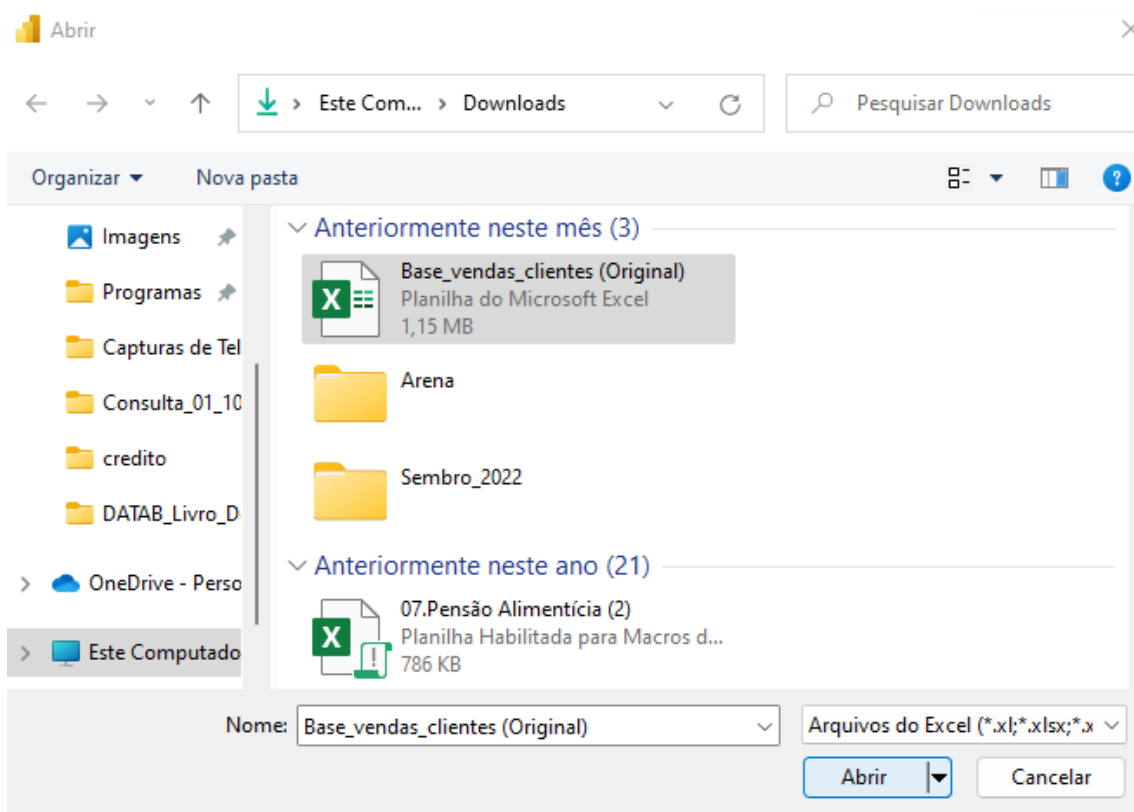 Abrir
Este Com... > Downloads
Pesquisar Downloads
Organizar
Nova pasta
Imagens
Programas
Capturas de Tel
Consulta_01_10
credito
DATAB_Livro_D
OneDrive - Perso
Este Computado
Anteriormente neste mês (3)
Base_vendas_clientes (Original)
Planilha do Microsoft Excel
1,15 MB
Arena
Sembro_2022
Anteriormente neste ano (21)
07.Pensão Alimentícia (2)
Planilha Habilitada para Macros d...
786 KB
Nome: Base_vendas_clientes (Original)
Arquivos do Excel (*.xl;*.xlsx;*.x
Abrir
Cancelar